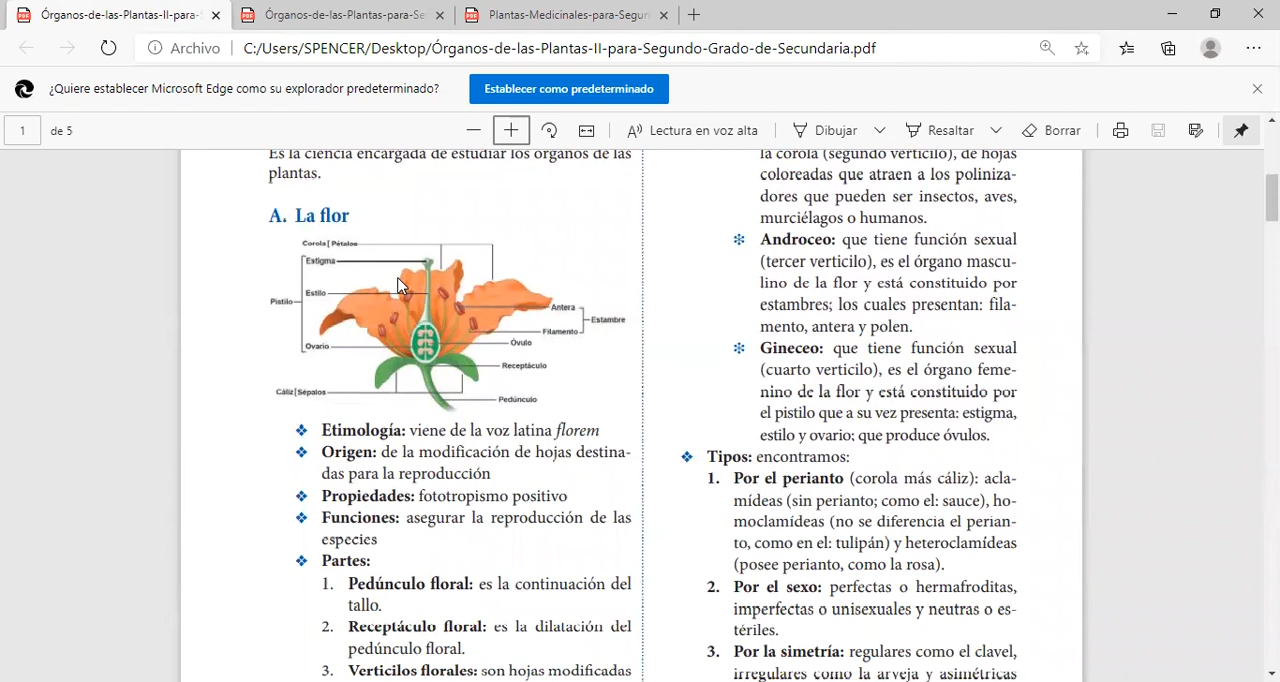 Órganos-de-las-Plantas-II-para-S
Órganos-de-las-Plantas-para-Se
Plantas-Medicinales-para-Segur
Archivo
C:/Users/SPENCER/Desktop/Órganos-de-las-Plantas-II-para-Segundo-Grado-de-Secundaria.pdf
¿Quiere establecer Microsoft Edge como su explorador predeterminado?
Establecer como predeterminado
1 de 5
Lectura en voz alta
Dibujar
Resaltar
Borrar
Es la ciencia encargada de estudiar los órganos de las
plantas.
A. La flor
Corola[Pétalos
Estigma
Estilo
Pistilo
Ovario
Cáliz[Sépalos
Antera
Estambre
Filamento
Óvulo
Receptáculo
Pedúnculo
❖ Etimología: viene de la voz latina florem
❖ Origen: de la modificación de hojas destina-
das para la reproducción
❖ Propiedades: fototropismo positivo
❖ Funciones: asegurar la reproducción de las
especies
❖ Partes:
1. Pedúnculo floral: es la continuación del
tallo.
2. Receptáculo floral: es la dilatación del
pedúnculo floral.
3. Verticilos florales: son hojas modificadas
la corola (segundo verticilo), de hojas
coloreadas que atraen a los poliniza-
dores que pueden ser insectos, aves,
murciélagos o humanos.
✻ Androceo: que tiene función sexual
(tercer verticilo), es el órgano mascu-
lino de la flor y está constituido por
estambres; los cuales presentan: fila-
mento, antera y polen.
✻ Gineceo: que tiene función sexual
(cuarto verticilo), es el órgano feme-
nino de la flor y está constituido por
el pistilo que a su vez presenta: estigma,
estilo y ovario; que produce óvulos.
❖ Tipos: encontramos:
1. Por el perianto (corola más cáliz): acla-
mídeas (sin perianto; como el: sauce), ho-
moclamídeas (no se diferencia el perian-
to, como en el: tulipán) y heteroclamídeas
(posee perianto, como la rosa).
2. Por el sexo: perfectas o hermafroditas,
imperfectas o unisexuales y neutras o es-
tériles.
3. Por la simetría: regulares como el clavel,
irregulares como la arveja y asimétricas